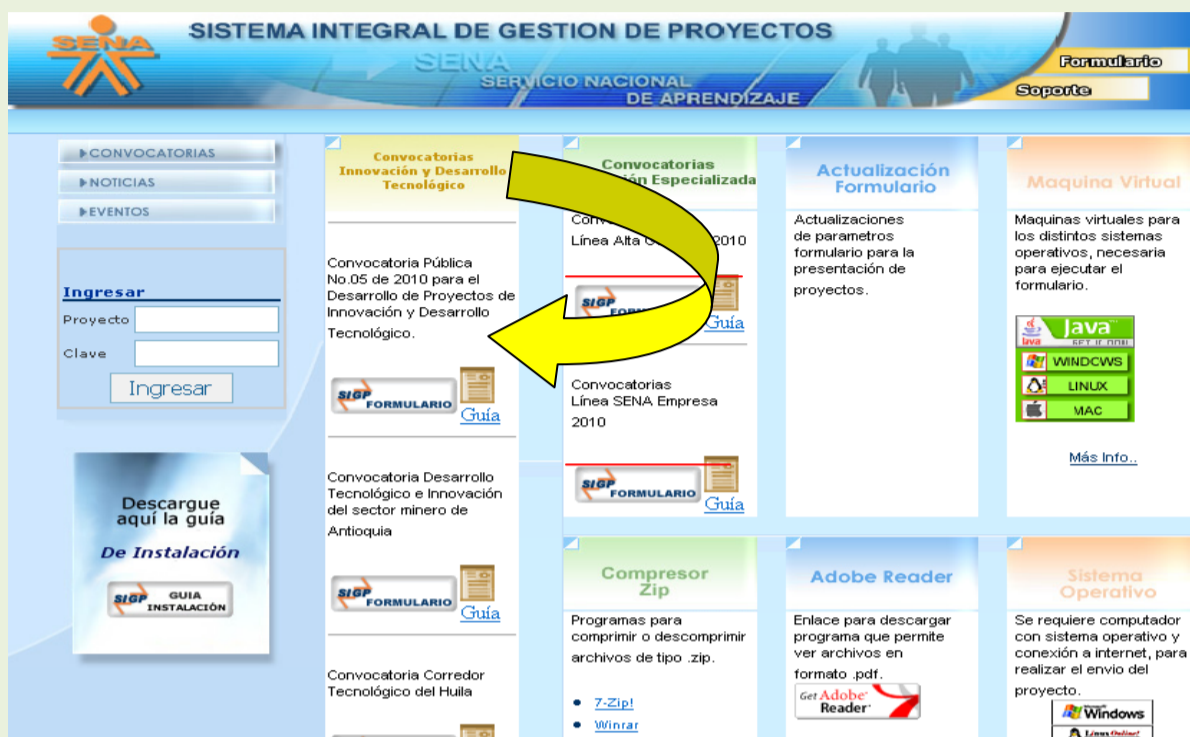 SENA
SISTEMA INTEGRAL DE GESTION DE PROYECTOS
SENA
SERVICIO NACIONAL
DE APRENDIZAJE
Formulario
Soporte
CONVOCATORIAS
NOTICIAS
EVENTOS
Ingresar
Proyecto
Clave
Ingresar
Descargue
aquí la guía
De Instalación
SIGP GUIA
INSTALACIÓN
Convocatorias
Innovación y Desarrollo
Tecnológico
Convocatoria Pública
No.05 de 2010 para el
Desarrollo de Proyectos de
Innovación y Desarrollo
Tecnológico.
SIGP
FORMULARIO
Guía
Convocatoria Desarrollo
Tecnológico e Innovación
del sector minero de
Antioquia
SIGP
FORMULARIO
Guía
Convocatoria Corredor
Tecnológico del Huila
Convocatorias
Especializada
Línea Alta 2010
SIGP
Guía
Convocatorias
Línea SENA Empresa
2010
SIGP
FORMULARIO
Guía
Actualización
Formulario
Actualizaciones
de parametros
formulario para la
presentación de
proyectos.
Maquina Virtual
Maquinas virtuales para
los distintos sistemas
operativos, necesaria
para ejecutar el
formulario.
Java
WINDOWS
LINUX
MAC
Más Info..
Compresor
Zip
Programas para
comprimir o descomprimir
archivos de tipo .zip.
7-Zip!
Winrar
Adobe Reader
Enlace para descargar
programa que permite
ver archivos en
formato .pdf.
Get Adobe
Reader
Sistema
Operativo
Se requiere computador
con sistema operativo y
conexión a internet, para
realizar el envio del
proyecto.
Windows